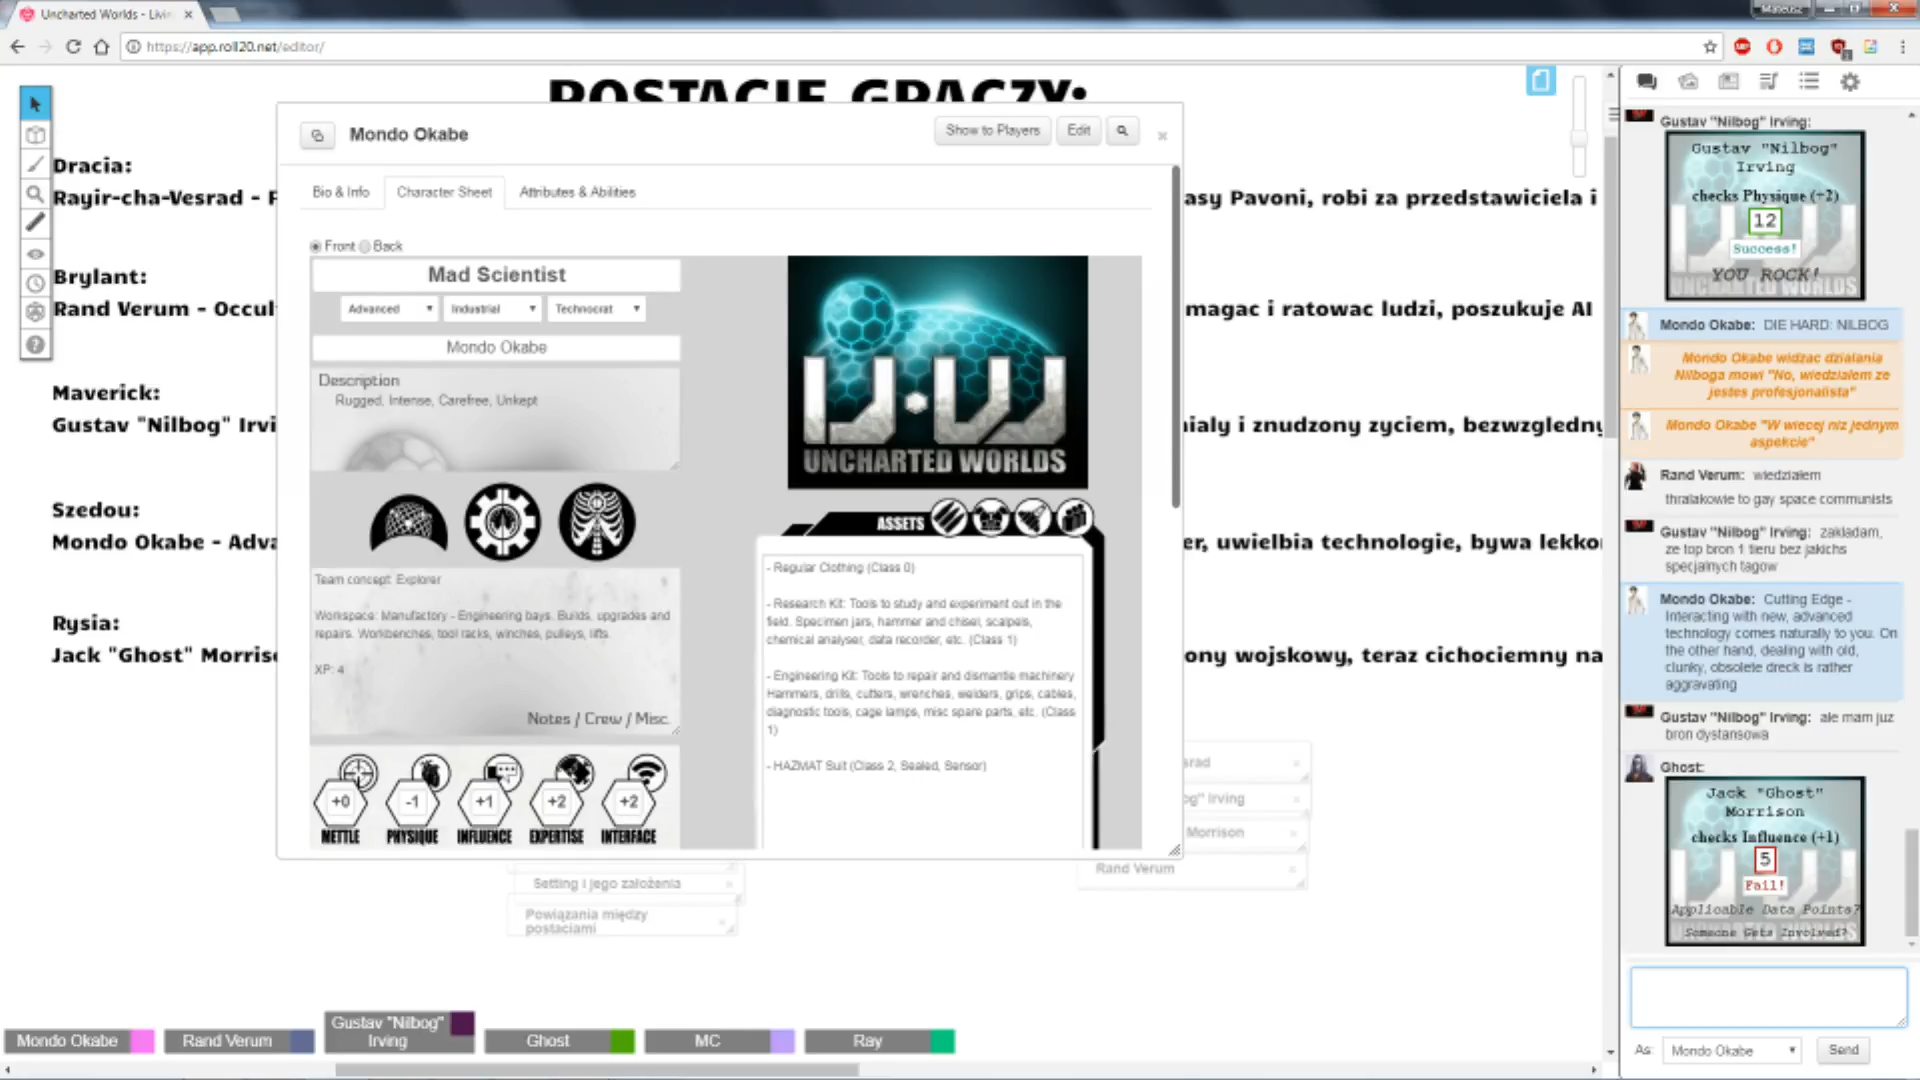 Uncharted Worlds - Livin
Mateusz
https://app.roll20.net/editor/
POSTACIE GRACZY:
Dracia:
Rayir-cha-Vesrad -
asy Pavoni, robi za przedstawiciela i
Brylant:
Rand Verum - Occul
magac i ratowac ludzi, poszukuje AI
Maverick:
Gustav "Nilbog" Irvi
ialy i znudzony zyciem, bezwzgledny
Szedou:
Mondo Okabe - Adva
er, uwielbia technologie, bywa lekko
Rysia:
Jack "Ghost" Morriso
ony wojskowy, teraz cichociemny na
Mondo Okabe
Show to Players
Edit
Bio & Info
Character Sheet
Attributes & Abilities
Front Back
Mad Scientist
Advanced
Industrial
Technocrat
Mondo Okabe
Description
Rugged, Intense, Carefree, Unkept
Team concept: Explorer
Workspace: Manufactory - Engineering bays. Builds, upgrades and
repairs. Workbenches, tool racks, winches, pulleys, lifts.
XP: 4
Notes / Crew / Misc.
+0
-1
+1
+2
+2
METTLE
PHYSIQUE
INFLUENCE
EXPERTISE
INTERFACE
U·W
UNCHARTED WORLDS
ASSETS
- Regular Clothing (Class 0)
- Research Kit: Tools to study and experiment out in the
field. Specimen jars, hammer and chisel, scalpels,
chemical analyser, data recorder, etc. (Class 1)
- Engineering Kit: Tools to repair and dismantle machinery
Hammers, drills, cutters, wrenches, welders, grips, cables,
diagnostic tools, cage lamps, misc spare parts, etc. (Class
1)
- HAZMAT Suit (Class 2, Sealed, Sensor)
srad
og" Irving
Morrison
Rand Verum
Setting i jego założenia
Powiązania między
postaciami
Gustav "Nilbog" Irving:
Gustav "Nilbog"
Irving
checks Physique (+2)
12
Success!
YOU ROCK!
UNCHARTED WORLDS
Mondo Okabe: DIE HARD: NILBOG
Mondo Okabe widzac dzialania
Nilboga mowi "No, wiedzialem ze
jestes profesjonalista"
Mondo Okabe "W wiecej niz jednym
aspekcie"
Rand Verum: wiedziałem
thralakowie to gay space communists
Gustav "Nilbog" Irving: zakladam,
ze top bron 1 tieru bez jakichs
specjalnych tagow
Mondo Okabe: Cutting Edge -
Interacting with new, advanced
technology comes naturally to you. On
the other hand, dealing with old,
clunky, obsolete dreck is rather
aggravating
Gustav "Nilbog" Irving: ale mam juz
bron dystansowa
Ghost:
Jack "Ghost"
Morrison
checks Influence (+1)
5
Fail!
Applicable Data Points?
Someone Gets Involved?
As:
Mondo Okabe
Send
Mondo Okabe
Rand Verum
Gustav "Nilbog"
Irving
Ghost
MC
Ray